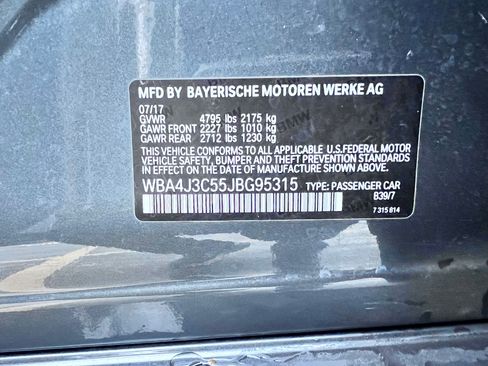 MFD BY BAYERISCHE MOTOREN WERKE AG
07/17
GVWR 4795 lbs 2175 kg
GAWR FRONT 2227 lbs 1010 kg
GAWR REAR 2712 lbs 1230 kg
THIS VEHICLE CONFORMS TO ALL APPLICABLE U.S.FEDERAL MOTOR
VEHICLE SAFETY, BUMPER, AND THEFT PREVENTION STANDARDS IN
EFFECT ON THE DATE OF MANUFACTURE SHOWN ABOVE.
WBA4J3C55JBG95315 TYPE: PASSENGER CAR
B39/7
7 315 814